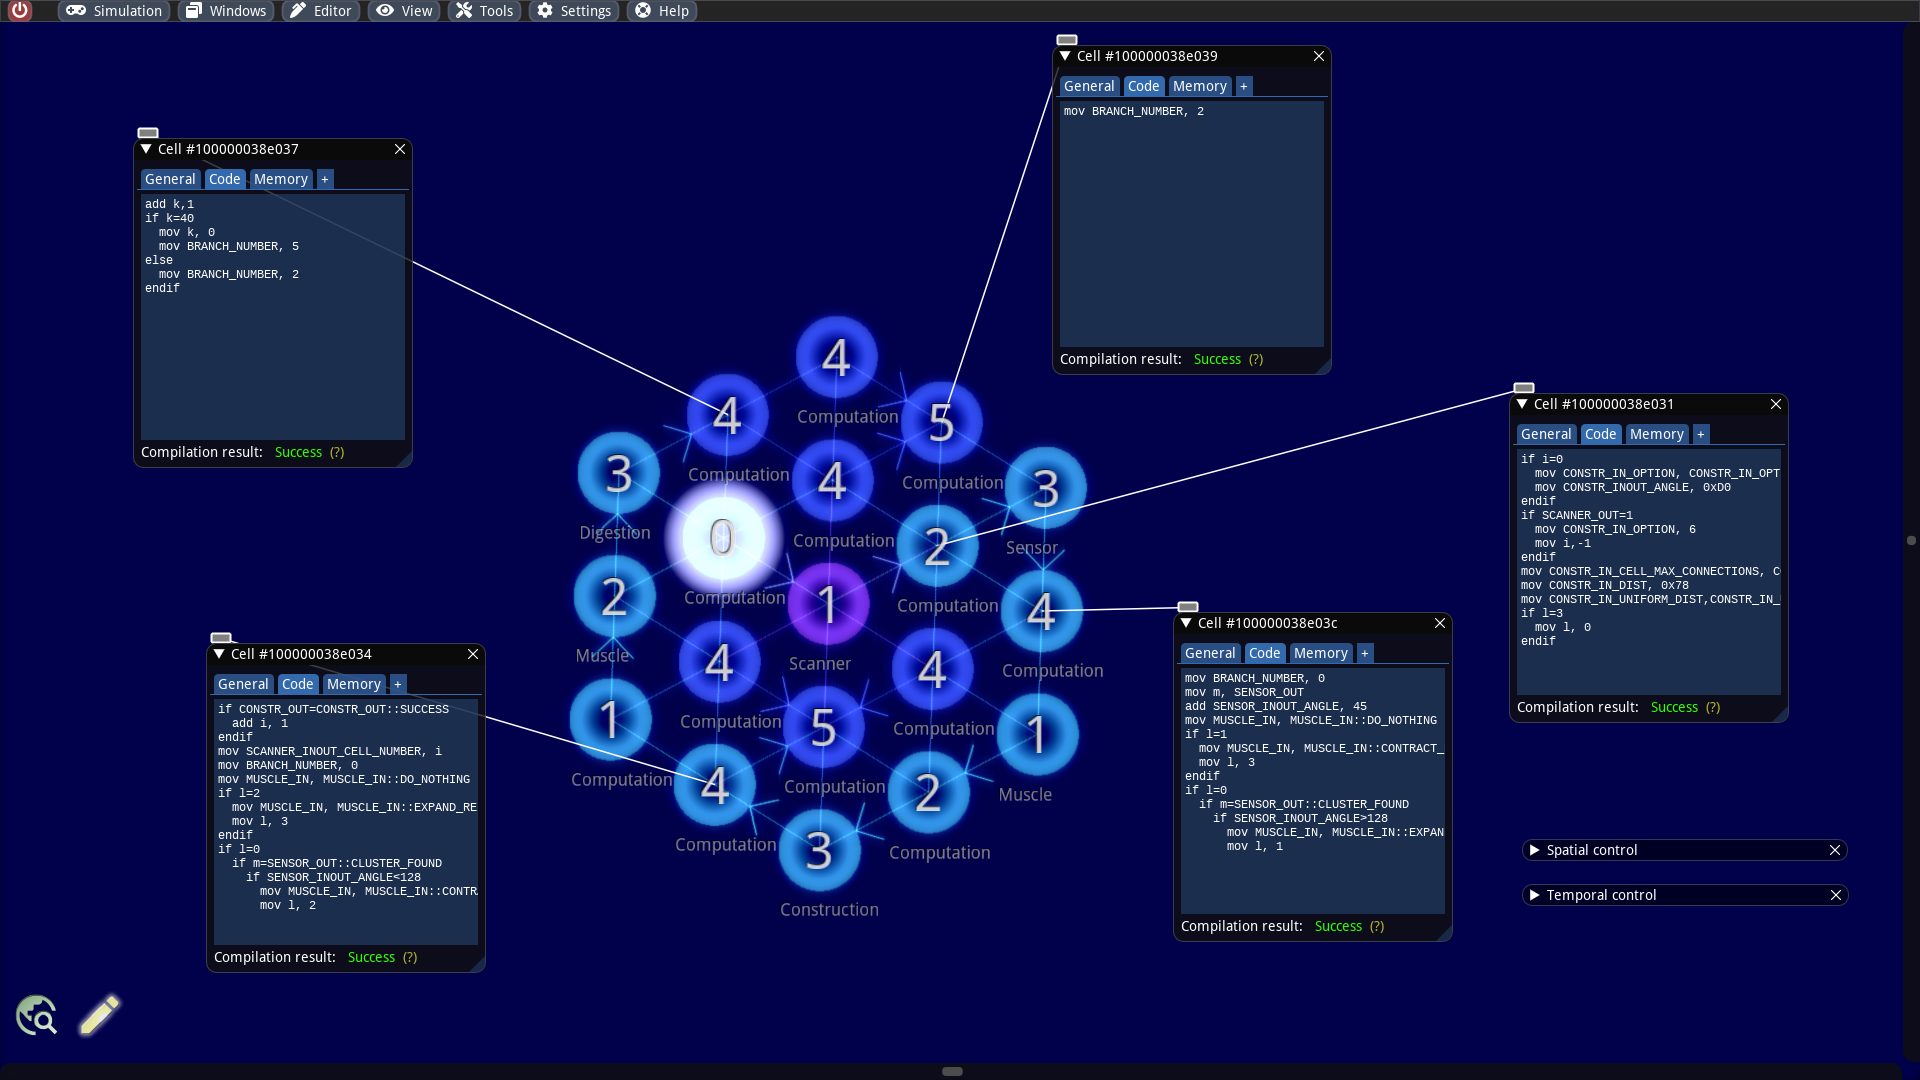 Simulation Windows Editor View Tools Settings Help
Cell #100000038e039
General Code Memory +
mov BRANCH_NUMBER, 2
Compilation result: Success (?)
Cell #100000038e037
General Code Memory +
add k,1
if k=40
mov k, 0
mov BRANCH_NUMBER, 5
else
mov BRANCH_NUMBER, 2
endif
Compilation result: Success (?)
Cell #100000038e031
General Code Memory +
if i=0
mov CONSTR_IN_OPTION, CONSTR_IN_OPT
mov CONSTR_INOUT_ANGLE, 0xD0
endif
if SCANNER_OUT=1
mov CONSTR_IN_OPTION, 6
mov i,-1
endif
mov CONSTR_IN_CELL_MAX_CONNECTIONS, C
mov CONSTR_IN_DIST, 0x78
mov CONSTR_IN_UNIFORM_DIST,CONSTR_IN_
if l=3
mov l, 0
endif
Compilation result: Success (?)
4
Computation
4
Computation
5
Computation
3
Digestion
4
Computation
3
Sensor
0
Computation
2
Computation
2
Muscle
1
Scanner
4
Computation
4
Computation
4
Computation
1
Computation
5
Computation
1
Muscle
4
Computation
2
Computation
3
Construction
Cell #100000038e03c
General Code Memory +
mov BRANCH_NUMBER, 0
mov m, SENSOR_OUT
add SENSOR_INOUT_ANGLE, 45
mov MUSCLE_IN, MUSCLE_IN::DO_NOTHING
if l=1
mov MUSCLE_IN, MUSCLE_IN::CONTRACT_
mov l, 3
endif
if l=0
if m=SENSOR_OUT::CLUSTER_FOUND
if SENSOR_INOUT_ANGLE>128
mov MUSCLE_IN, MUSCLE_IN::EXPAN
mov l, 1
Compilation result: Success (?)
Cell #100000038e034
General Code Memory +
if CONSTR_OUT=CONSTR_OUT::SUCCESS
add i, 1
endif
mov SCANNER_INOUT_CELL_NUMBER, i
mov BRANCH_NUMBER, 0
mov MUSCLE_IN, MUSCLE_IN::DO_NOTHING
if l=2
mov MUSCLE_IN, MUSCLE_IN::EXPAND_RE
mov l, 3
endif
if l=0
if m=SENSOR_OUT::CLUSTER_FOUND
if SENSOR_INOUT_ANGLE<128
mov MUSCLE_IN, MUSCLE_IN::CONTR
mov l, 2
Compilation result: Success (?)
Spatial control
Temporal control